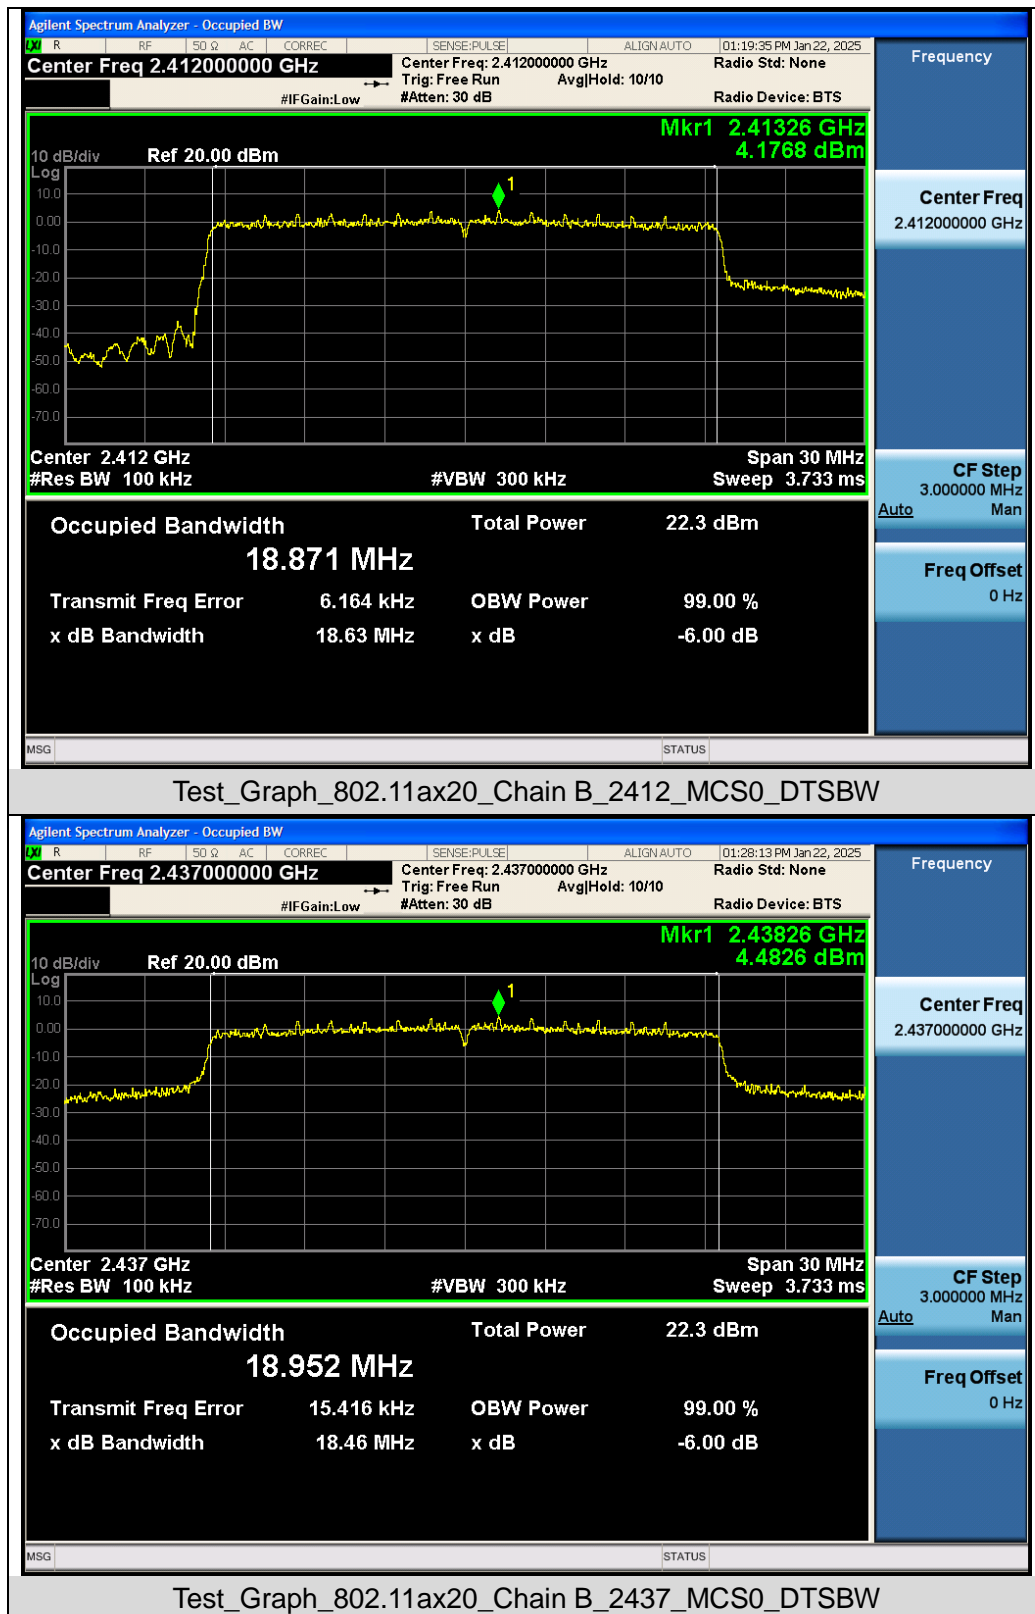 Agilent Spectrum Analyzer - Occupied BW
LXI R RF 50 Ω AC CORREC SENSE:PULSE ALIGN AUTO 01:19:35 PM Jan 22, 2025
Center Freq 2.412000000 GHz Center Freq: 2.412000000 GHz Radio Std: None
Trig: Free Run Avg|Hold: 10/10
#IFGain:Low #Atten: 30 dB Radio Device: BTS
Mkr1 2.41326 GHz
4.1768 dBm
10 dB/div Ref 20.00 dBm
Log
10.0
0.00
-10.0
-20.0
-30.0
-40.0
-50.0
-60.0
-70.0
1
Center 2.412 GHz Span 30 MHz
#Res BW 100 kHz #VBW 300 kHz Sweep 3.733 ms
Occupied Bandwidth Total Power 22.3 dBm
18.871 MHz
Transmit Freq Error 6.164 kHz OBW Power 99.00 %
x dB Bandwidth 18.63 MHz x dB -6.00 dB
MSG STATUS
Frequency
Center Freq
2.412000000 GHz
CF Step
3.000000 MHz
Auto Man
Freq Offset
0 Hz
Test_Graph_802.11ax20_Chain B_2412_MCS0_DTSBW
Agilent Spectrum Analyzer - Occupied BW
LXI R RF 50 Ω AC CORREC SENSE:PULSE ALIGN AUTO 01:28:13 PM Jan 22, 2025
Center Freq 2.437000000 GHz Center Freq: 2.437000000 GHz Radio Std: None
Trig: Free Run Avg|Hold: 10/10
#IFGain:Low #Atten: 30 dB Radio Device: BTS
Mkr1 2.43826 GHz
4.4826 dBm
10 dB/div Ref 20.00 dBm
Log
10.0
0.00
-10.0
-20.0
-30.0
-40.0
-50.0
-60.0
-70.0
1
Center 2.437 GHz Span 30 MHz
#Res BW 100 kHz #VBW 300 kHz Sweep 3.733 ms
Occupied Bandwidth Total Power 22.3 dBm
18.952 MHz
Transmit Freq Error 15.416 kHz OBW Power 99.00 %
x dB Bandwidth 18.46 MHz x dB -6.00 dB
MSG STATUS
Frequency
Center Freq
2.437000000 GHz
CF Step
3.000000 MHz
Auto Man
Freq Offset
0 Hz
Test_Graph_802.11ax20_Chain B_2437_MCS0_DTSBW